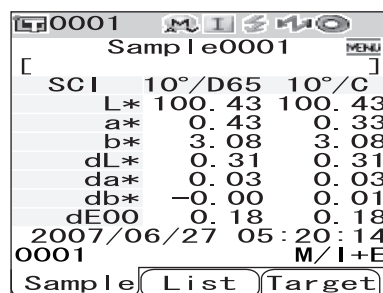 0001 M I
Sample0001 MENU
[ ]
SCI 10°/D65 10°/C
L* 100.43 100.43
a* 0.43 0.33
b* 3.08 3.08
dL* 0.31 0.31
da* 0.03 0.03
db* -0.00 0.01
dE00 0.18 0.18
2007/06/27 05:20:14
0001 M/I+E
Sample List Target